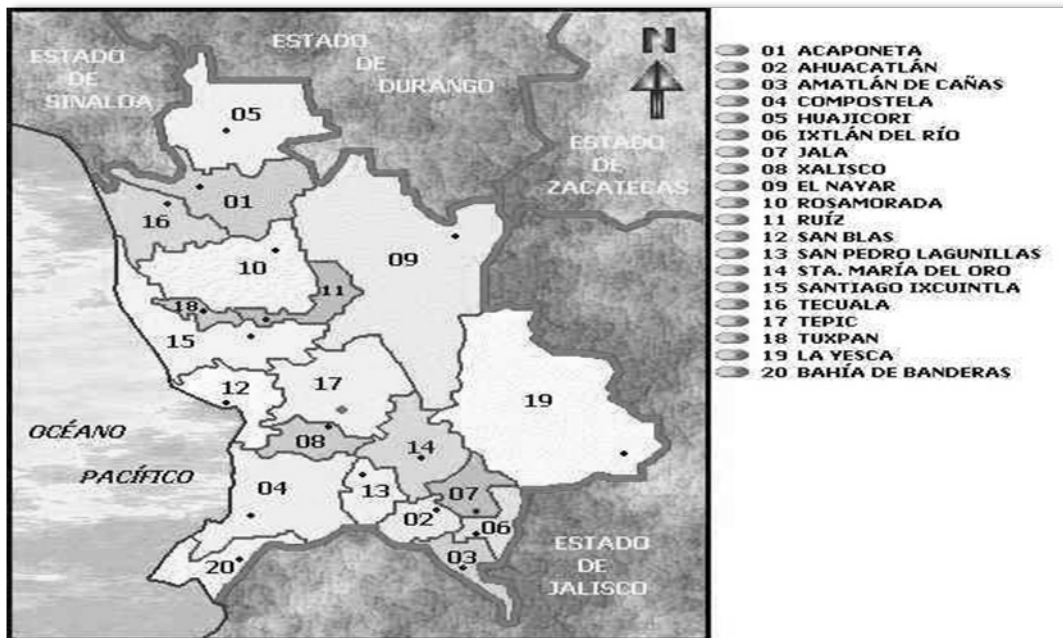 ESTADO
DE
SINALOA
ESTADO
DE
DURANGO
ESTADO
DE
ZACATECAS
N
05
01
16
10
09
11
18
15
12
17
19
08
14
OCÉANO
PACÍFICO
04
13
07
02
06
03
20
ESTADO
DE
JALISCO
01 ACAPONETA
02 AHUACATLÁN
03 AMATLÁN DE CAÑAS
04 COMPOSTELA
05 HUAJICORI
06 IXTLÁN DEL RÍO
07 JALA
08 XALISCO
09 EL NAYAR
10 ROSAMORADA
11 RUÍZ
12 SAN BLAS
13 SAN PEDRO LAGUNILLAS
14 STA. MARÍA DEL ORO
15 SANTIAGO IXCUINTLA
16 TECUALA
17 TEPIC
18 TUXPAN
19 LA YESCA
20 BAHÍA DE BANDERAS